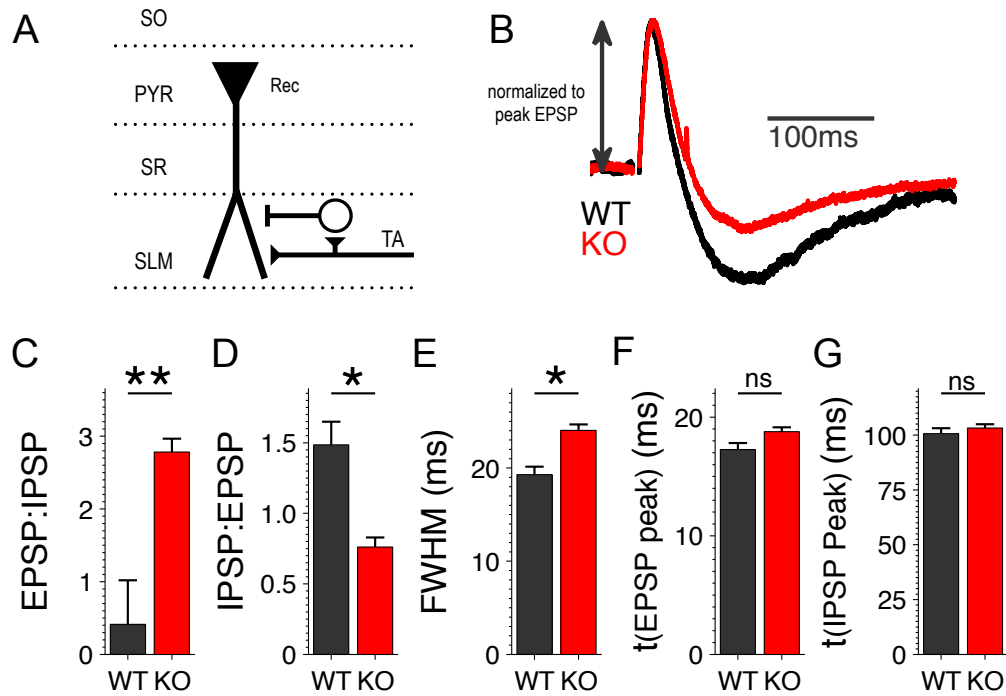 A
SO
PYR
Rec
SR
SLM
TA
B
normalized to
peak EPSP
100ms
WT
KO
C
**
EPSP:IPSP
3
2
1
0
WT KO
D
*
IPSP:EPSP
1.5
1.0
0.5
0
WT KO
E
*
FWHM (ms)
20
10
0
WT KO
F
ns
t(EPSP peak) (ms)
20
10
0
WT KO
G
ns
t(IPSP Peak) (ms)
100
75
50
25
0
WT KO